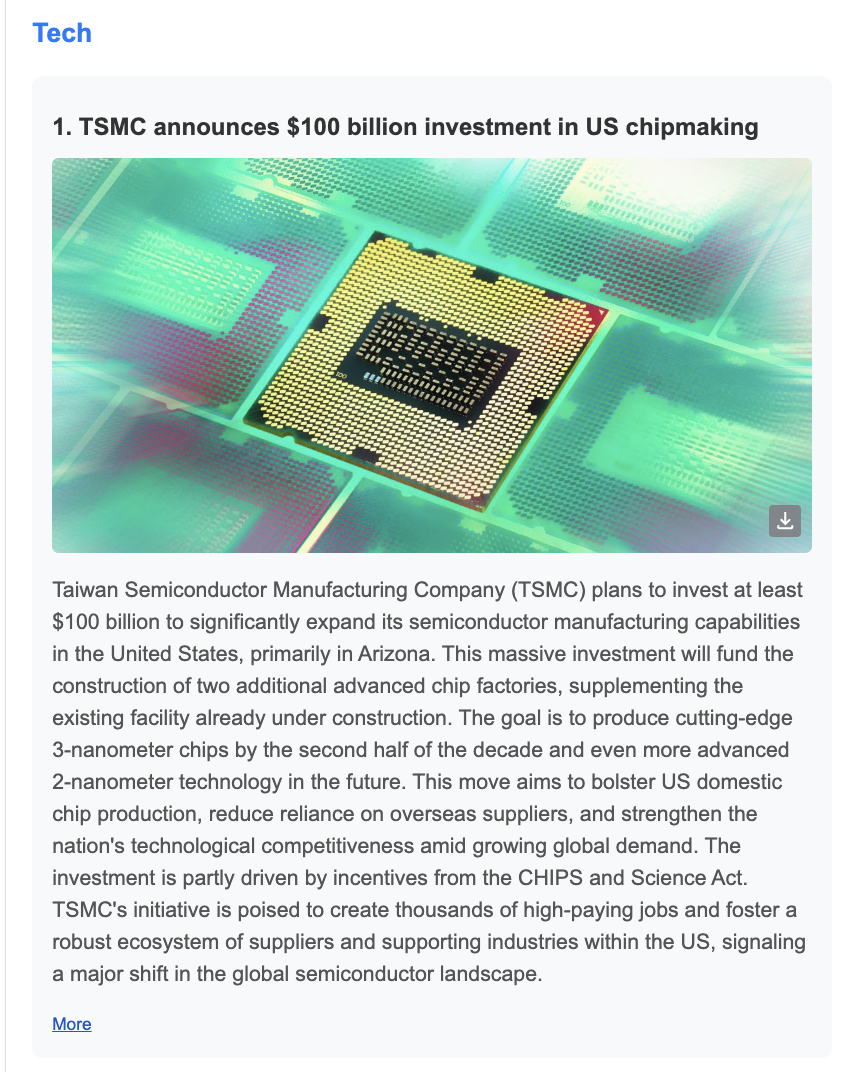 Tech
1. TSMC announces $100 billion investment in US chipmaking
Taiwan Semiconductor Manufacturing Company (TSMC) plans to invest at least
$100 billion to significantly expand its semiconductor manufacturing capabilities
in the United States, primarily in Arizona. This massive investment will fund the
construction of two additional advanced chip factories, supplementing the
existing facility already under construction. The goal is to produce cutting-edge
3-nanometer chips by the second half of the decade and even more advanced
2-nanometer technology in the future. This move aims to bolster US domestic
chip production, reduce reliance on overseas suppliers, and strengthen the
nation's technological competitiveness amid growing global demand. The
investment is partly driven by incentives from the CHIPS and Science Act.
TSMC's initiative is poised to create thousands of high-paying jobs and foster a
robust ecosystem of suppliers and supporting industries within the US, signaling
a major shift in the global semiconductor landscape.
More